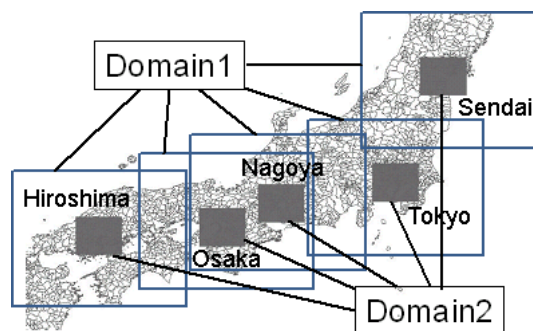 Domain1
Sendai
Nagoya
Hiroshima
Tokyo
Osaka
Domain2